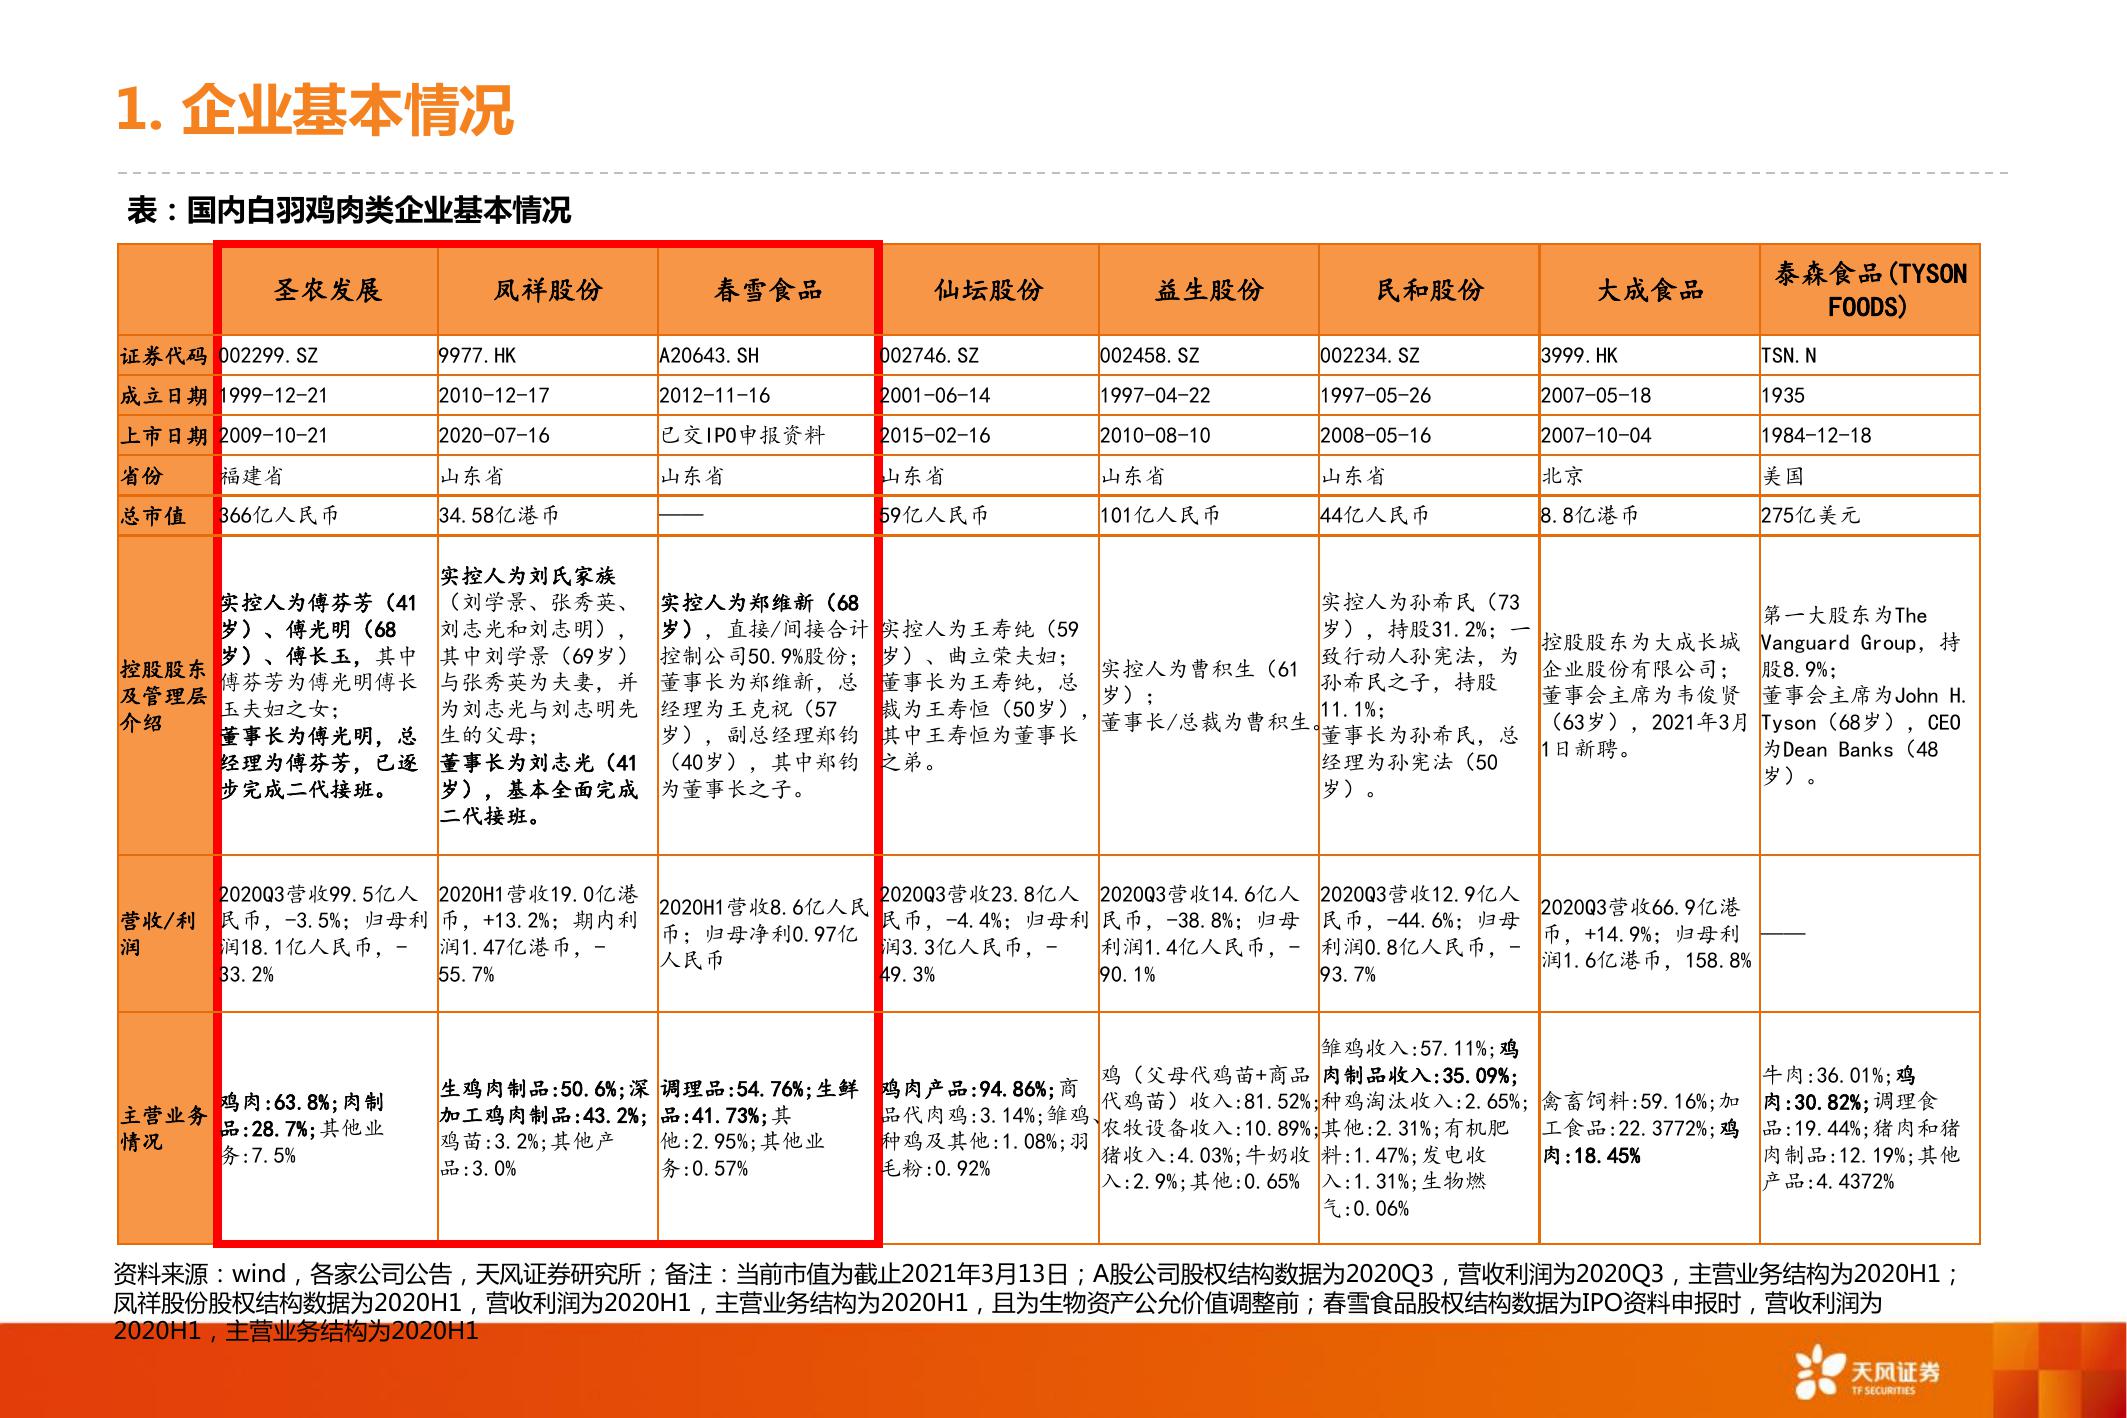 1. 企业基本情况
表：国内白羽鸡肉类企业基本情况
圣农发展
凤祥股份
春雪食品
仙坛股份
益生股份
民和股份
大成食品
泰森食品(TYSON
FOODS)
证券代码
002299.SZ
9977.HK
A20643.SH
002746.SZ
002458.SZ
002234.SZ
3999.HK
TSN.N
成立日期
1999-12-21
2010-12-17
2012-11-16
2001-06-14
1997-04-22
1997-05-26
2007-05-18
1935
上市日期
2009-10-21
2020-07-16
已交IPO申报资料
2015-02-16
2010-08-10
2008-05-16
2007-10-04
1984-12-18
省份
福建省
山东省
山东省
山东省
山东省
山东省
北京
美国
总市值
366亿人民币
34.58亿港币
——
59亿人民币
101亿人民币
44亿人民币
8.8亿港币
275亿美元
控股股东
及管理层
介绍
实控人为傅芬芳（41
岁）、傅光明（68
岁）、傅长玉，其中
傅芬芳为傅光明傅长
玉夫妇之女；
董事长为傅光明，总
经理为傅芬芳，已逐
步完成二代接班。
实控人为刘氏家族
（刘学景、张秀英、
刘志光和刘志明），
其中刘学景（69岁）
与张秀英为夫妻，并
为刘志光与刘志明先
生的父母；
董事长为刘志光（41
岁），基本全面完成
二代接班。
实控人为郑维新（68
岁），直接/间接合计
控制公司50.9%股份；
董事长为郑维新，总
经理为王克祝（57
岁），副总经理郑钧
（40岁），其中郑钧
为董事长之子。
实控人为王寿纯（59
岁）、曲立荣夫妇；
董事长为王寿纯，总
裁为王寿恒（50岁），
其中王寿恒为董事长
之弟。
实控人为曹积生（61
岁）；
董事长/总裁为曹积生。
实控人为孙希民（73
岁），持股31.2%；一
致行动人孙宪法，为
孙希民之子，持股
11.1%；
董事长为孙希民，总
经理为孙宪法（50
岁）。
控股股东为大成长城
企业股份有限公司；
董事会主席为韦俊贤
（63岁），2021年3月
1日新聘。
第一大股东为The
Vanguard Group，持
股8.9%；
董事会主席为John H.
Tyson（68岁），CEO
为Dean Banks（48
岁）。
营收/利
润
2020Q3营收99.5亿人
民币，-3.5%；归母利
润18.1亿人民币，-
33.2%
2020H1营收19.0亿港
币，+13.2%；期内利
润1.47亿港币，-
55.7%
2020H1营收8.6亿人民
币；归母净利0.97亿
人民币
2020Q3营收23.8亿人
民币，-4.4%；归母利
润3.3亿人民币，-
49.3%
2020Q3营收14.6亿人
民币，-38.8%；归母
利润1.4亿人民币，-
90.1%
2020Q3营收12.9亿人
民币，-44.6%；归母
利润0.8亿人民币，-
93.7%
2020Q3营收66.9亿港
币，+14.9%；归母利
润1.6亿港币，158.8%
——
主营业务
情况
鸡肉:63.8%;肉制
品:28.7%;其他业
务:7.5%
生鸡肉制品:50.6%;深
加工鸡肉制品:43.2%;
鸡苗:3.2%;其他产
品:3.0%
调理品:54.76%;生鲜
品:41.73%;其
他:2.95%;其他业
务:0.57%
鸡肉产品:94.86%;商
品代肉鸡:3.14%;雏鸡、
种鸡及其他:1.08%;羽
毛粉:0.92%
鸡（父母代鸡苗+商品
代鸡苗）收入:81.52%;
农牧设备收入:10.89%;
猪收入:4.03%;牛奶收
入:2.9%;其他:0.65%
雏鸡收入:57.11%;鸡
肉制品收入:35.09%;
种鸡淘汰收入:2.65%;
其他:2.31%;有机肥
料:1.47%;发电收
入:1.31%;生物燃
气:0.06%
禽畜饲料:59.16%;加
工食品:22.3772%;鸡
肉:18.45%
牛肉:36.01%;鸡
肉:30.82%;调理食
品:19.44%;猪肉和猪
肉制品:12.19%;其他
产品:4.4372%
资料来源：wind，各家公司公告，天风证券研究所；备注：当前市值为截止2021年3月13日；A股公司股权结构数据为2020Q3，营收利润为2020Q3，主营业务结构为2020H1；
凤祥股份股权结构数据为2020H1，营收利润为2020H1，主营业务结构为2020H1，且为生物资产公允价值调整前；春雪食品股权结构数据为IPO资料申报时，营收利润为
2020H1，主营业务结构为2020H1
天风证券
TF SECURITIES